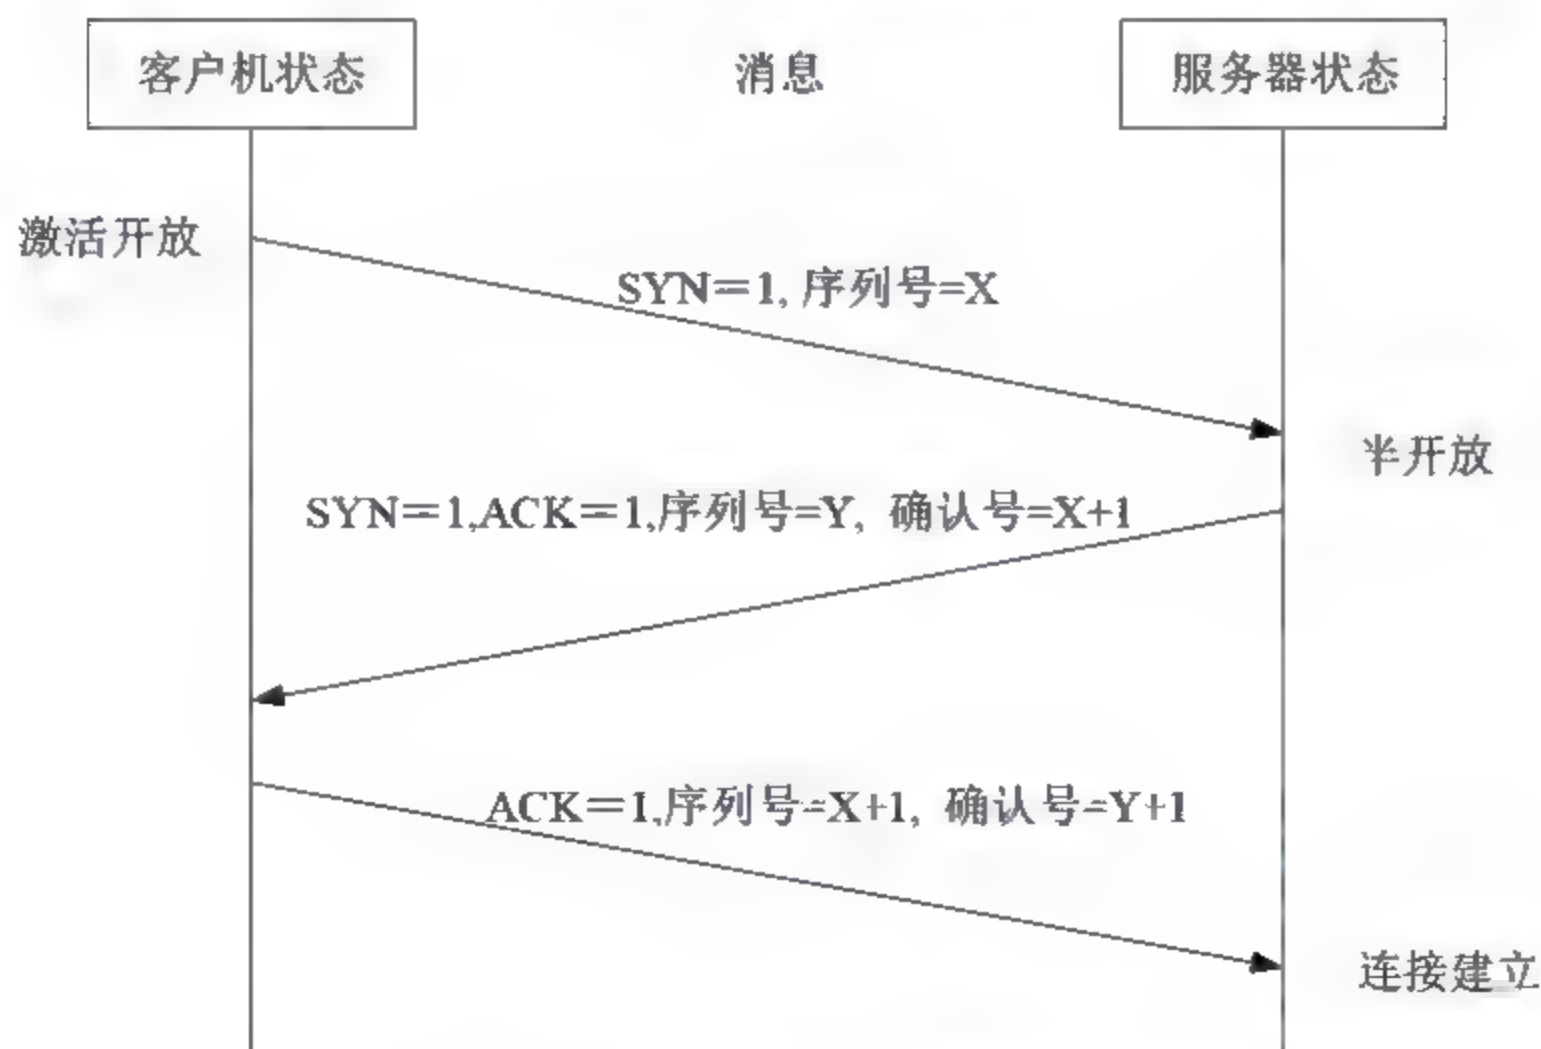 客户机状态 消息 服务器状态
激活开放
SYN＝1, 序列号=X
半开放
SYN＝1,ACK＝1,序列号=Y, 确认号=X+1
ACK＝1,序列号=X+1, 确认号=Y+1
连接建立